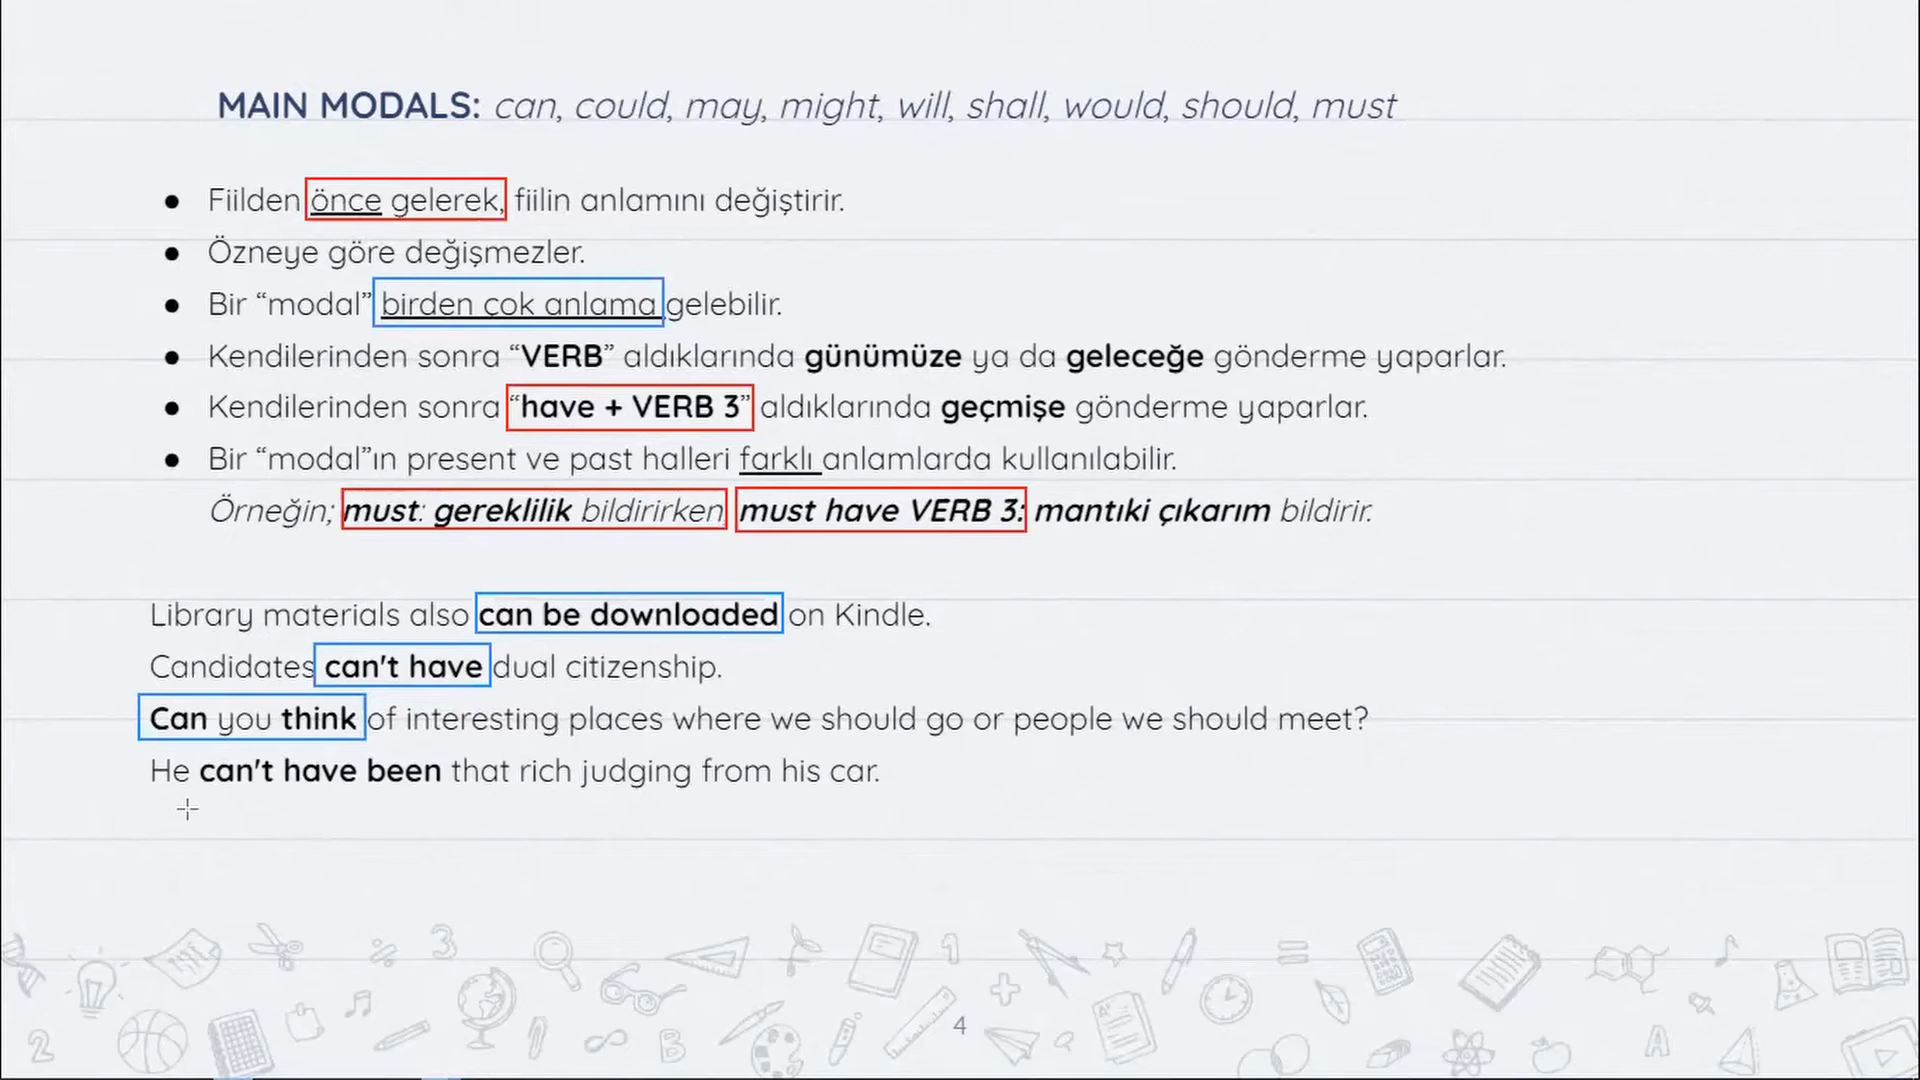 MAIN MODALS: can, could, may, might, will, shall, would, should, must
● Fiilden önce gelerek, fiilin anlamını değiştirir.
● Özneye göre değişmezler.
● Bir “modal” birden çok anlama gelebilir.
● Kendilerinden sonra “VERB” aldıklarında günümüze ya da geleceğe gönderme yaparlar.
● Kendilerinden sonra “have + VERB 3” aldıklarında geçmişe gönderme yaparlar.
● Bir “modal”ın present ve past halleri farklı anlamlarda kullanılabilir.
Örneğin; must: gereklilik bildirirken, must have VERB 3: mantıki çıkarım bildirir.
Library materials also can be downloaded on Kindle.
Candidates can't have dual citizenship.
Can you think of interesting places where we should go or people we should meet?
He can't have been that rich judging from his car.
4